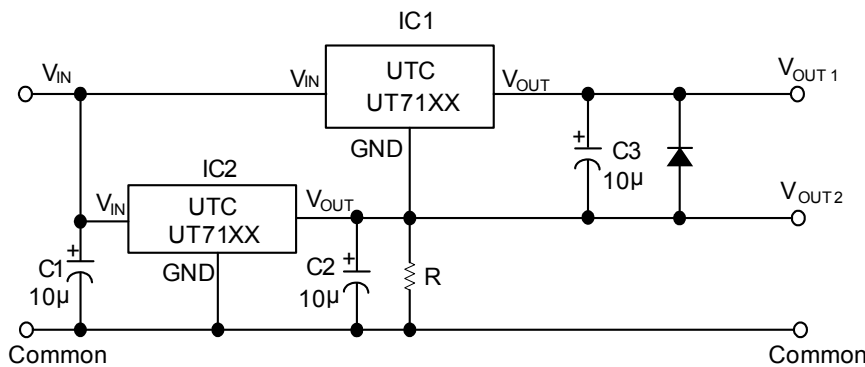 IC1
VIN
VIN
UTC
UT71XX
VOUT
VOUT 1
GND
C3
10µ
IC2
VIN
UTC
UT71XX
VOUT
VOUT 2
GND
C1
10µ
C2
10µ
R
Common
Common